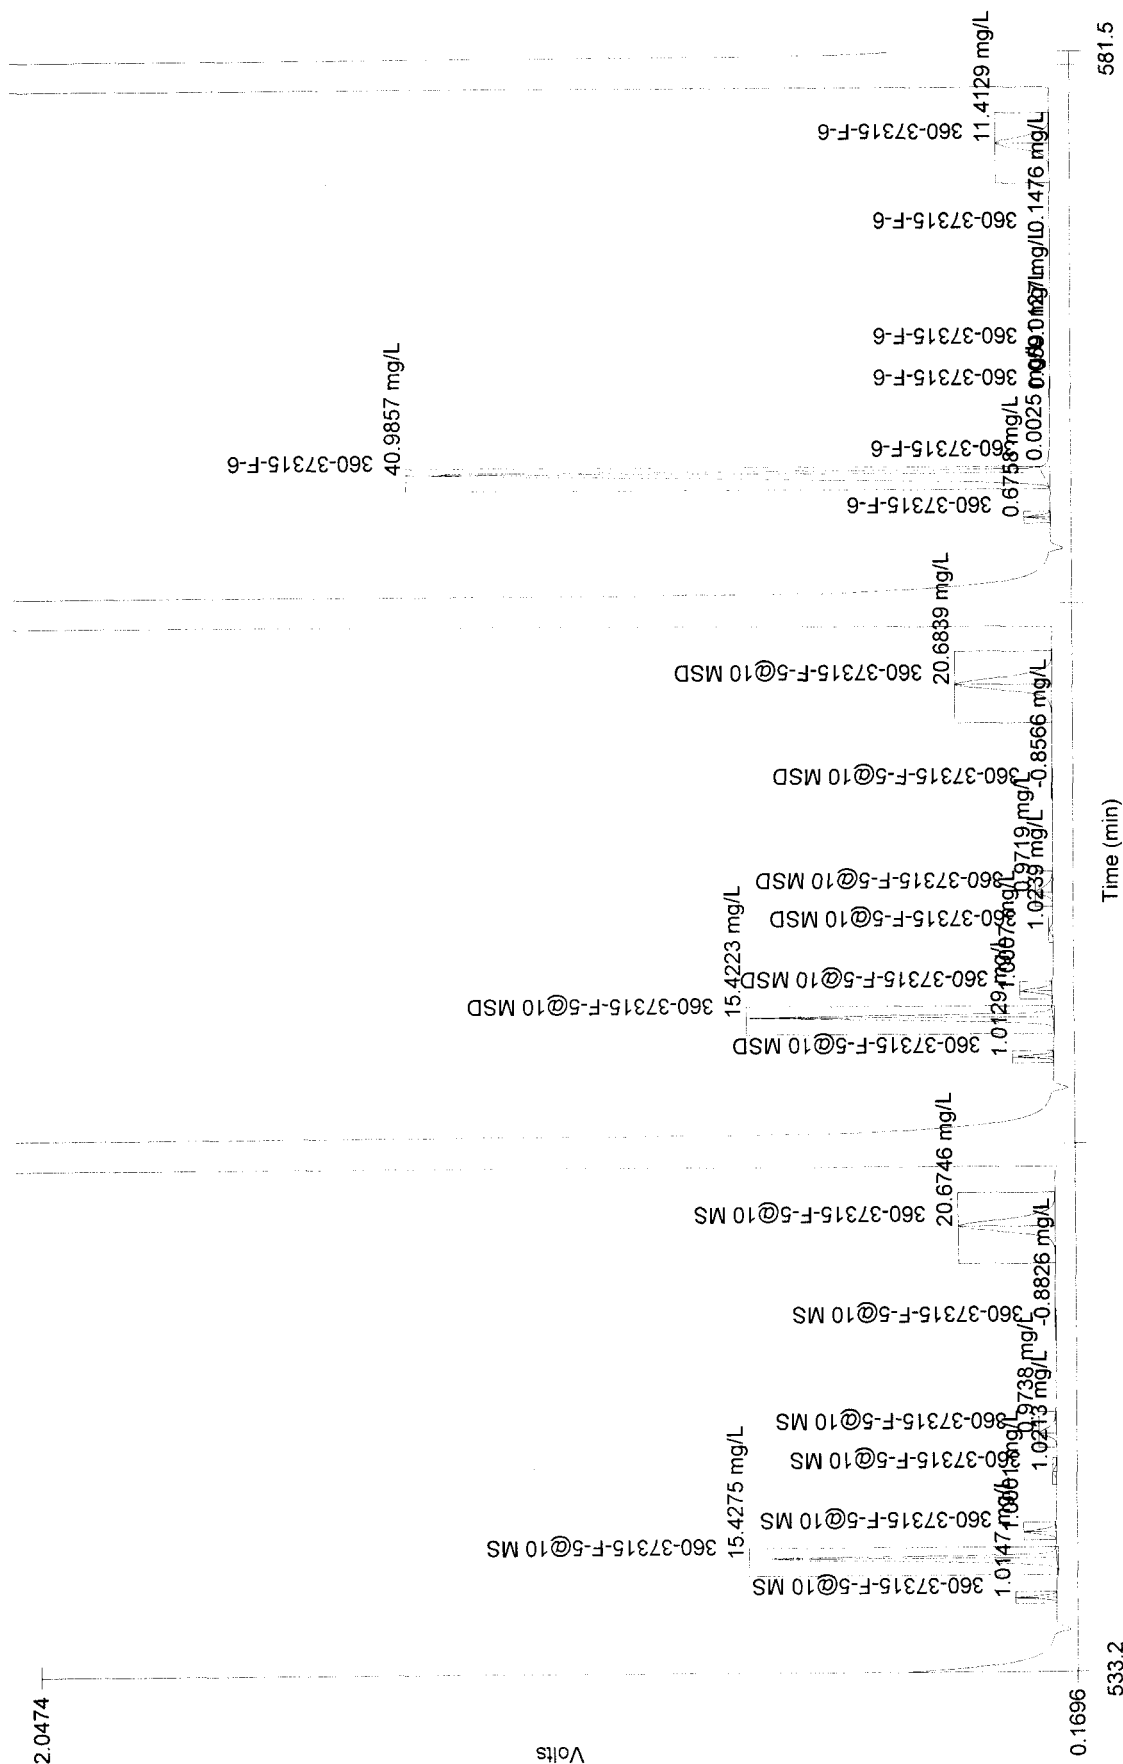 2.0474
Volts
0.1696
533.2
Time (min)
581.5
360-37315-F-5@10 MS
1.0147 mg/L
360-37315-F-5@10 MS
15.4275 mg/L
360-37315-F-5@10 MS
360-37315-F-5@10 MS
1.0213 mg/L
360-37315-F-5@10 MS
0.9738 mg/L
360-37315-F-5@10 MS
-0.8826 mg/L
360-37315-F-5@10 MS
20.6746 mg/L
360-37315-F-5@10 MSD
1.0129 mg/L
360-37315-F-5@10 MSD
15.4223 mg/L
360-37315-F-5@10 MSD
360-37315-F-5@10 MSD
1.0239 mg/L
360-37315-F-5@10 MSD
0.9719 mg/L
360-37315-F-5@10 MSD
-0.8566 mg/L
360-37315-F-5@10 MSD
20.6839 mg/L
360-37315-F-6
0.6758 mg/L
360-37315-F-6
40.9857 mg/L
360-37315-F-6
0.0025 mg/L
360-37315-F-6
360-37315-F-6
360-37315-F-6
0.1476 mg/L
360-37315-F-6
11.4129 mg/L